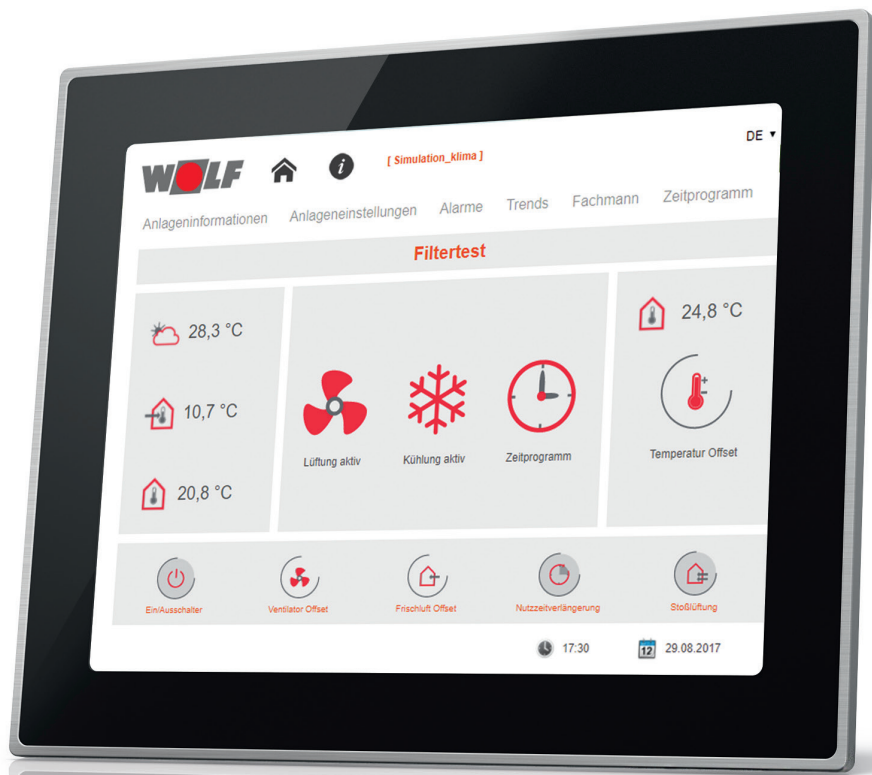 WOLF
[ Simulation_klima ]
DE
Anlageninformationen Anlageneinstellungen Alarme Trends Fachmann Zeitprogramm
Filtertest
28,3 °C
10,7 °C
20,8 °C
Lüftung aktiv
Kühlung aktiv
Zeitprogramm
24,8 °C
Temperatur Offset
Ein/Ausschalter
Ventilator Offset
Frischluft Offset
Nutzzeitverlängerung
Stoßlüftung
17:30
12
29.08.2017